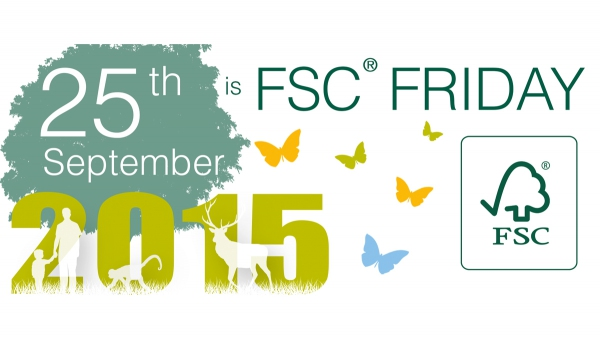 25th
September
2015
is FSC® FRIDAY
®
FSC